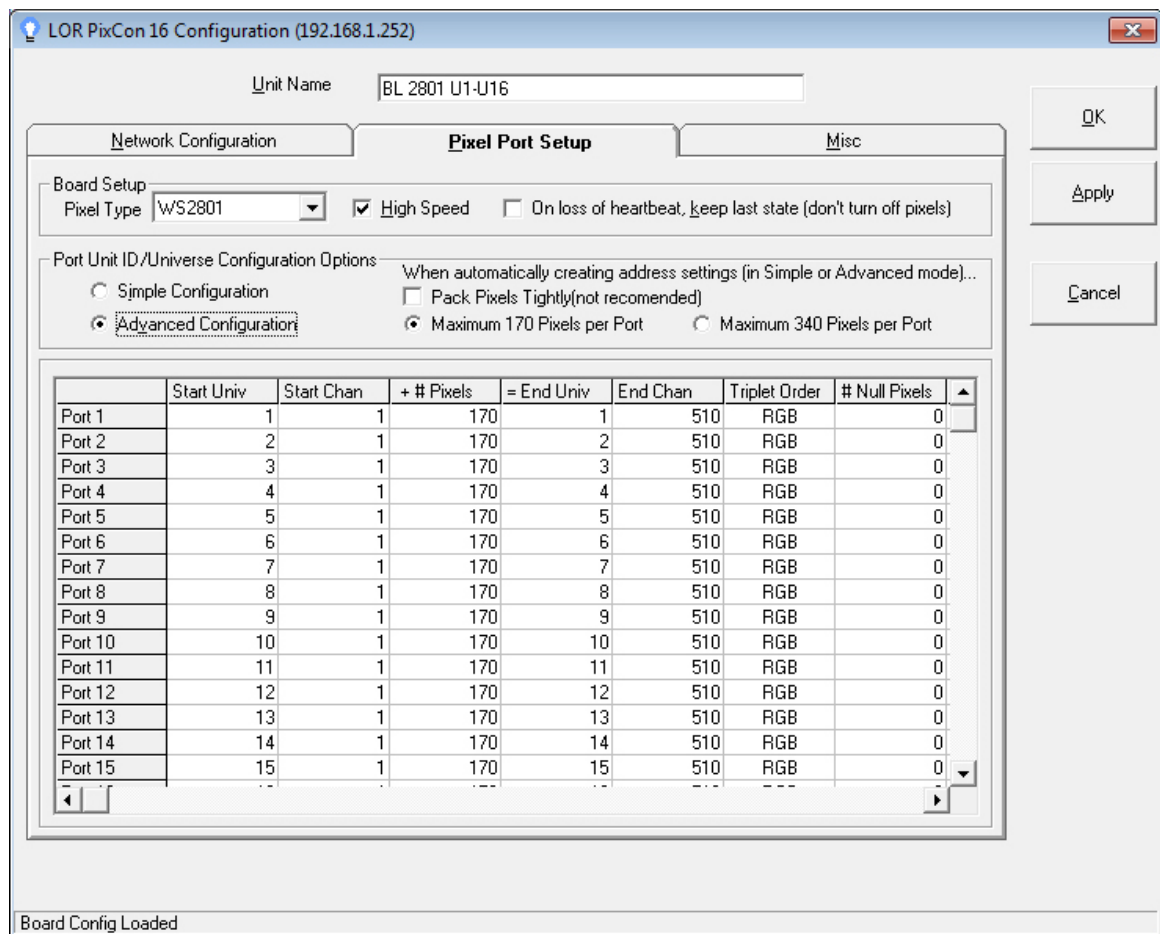 LOR PixCon 16 Configuration (192.168.1.252)
Unit Name BL 2801 U1-U16
OK
Apply
Cancel
Network Configuration Pixel Port Setup Misc
Board Setup
Pixel Type WS2801 High Speed On loss of heartbeat, keep last state (don't turn off pixels)
Port Unit ID/Universe Configuration Options
Simple Configuration
Advanced Configuration
When automatically creating address settings (in Simple or Advanced mode)...
Pack Pixels Tightly(not recomended)
Maximum 170 Pixels per Port Maximum 340 Pixels per Port
Start Univ Start Chan + # Pixels = End Univ End Chan Triplet Order # Null Pixels
Port 1 1 1 170 1 510 RGB 0
Port 2 2 1 170 2 510 RGB 0
Port 3 3 1 170 3 510 RGB 0
Port 4 4 1 170 4 510 RGB 0
Port 5 5 1 170 5 510 RGB 0
Port 6 6 1 170 6 510 RGB 0
Port 7 7 1 170 7 510 RGB 0
Port 8 8 1 170 8 510 RGB 0
Port 9 9 1 170 9 510 RGB 0
Port 10 10 1 170 10 510 RGB 0
Port 11 11 1 170 11 510 RGB 0
Port 12 12 1 170 12 510 RGB 0
Port 13 13 1 170 13 510 RGB 0
Port 14 14 1 170 14 510 RGB 0
Port 15 15 1 170 15 510 RGB 0
Board Config Loaded